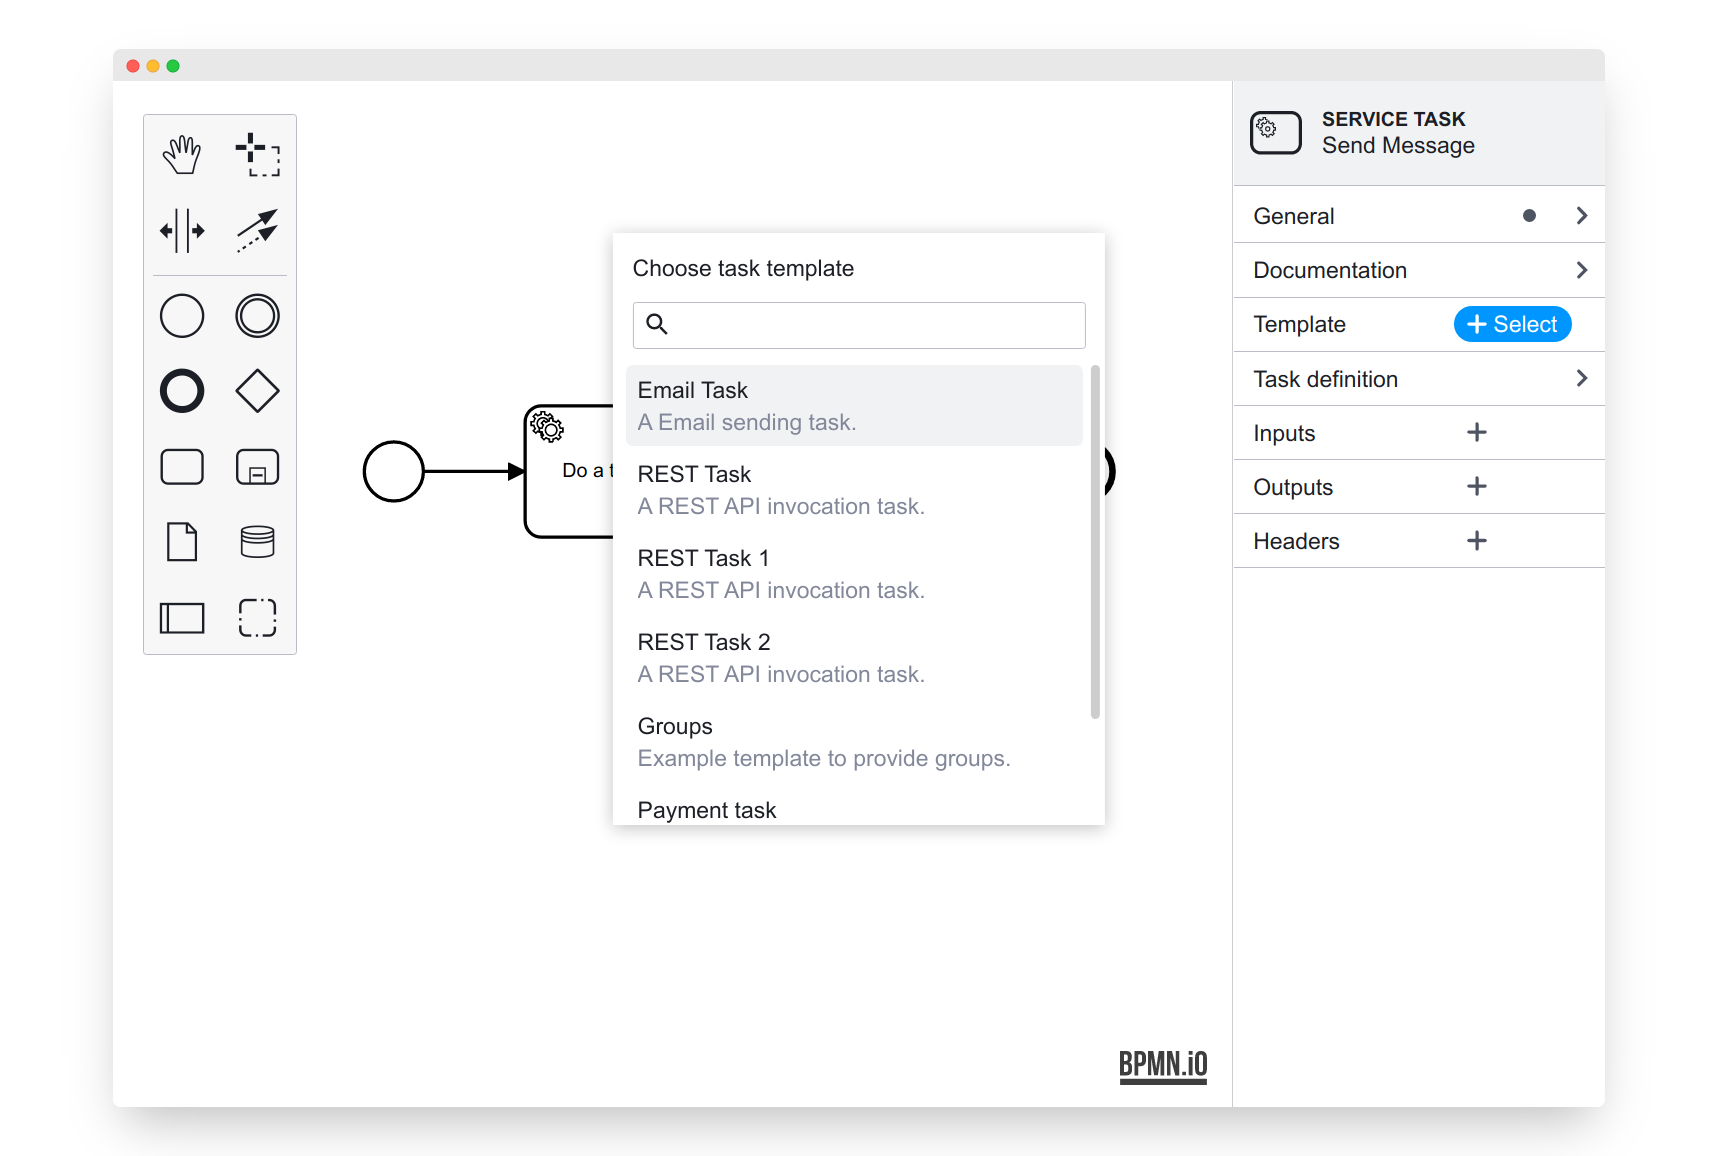 SERVICE TASK
Send Message
General
Documentation
Template
Select
Task definition
Inputs
Outputs
Headers
Choose task template
Email Task
A Email sending task.
REST Task
A REST API invocation task.
REST Task 1
A REST API invocation task.
REST Task 2
A REST API invocation task.
Groups
Example template to provide groups.
Payment task
Do a t
BPMN.iO